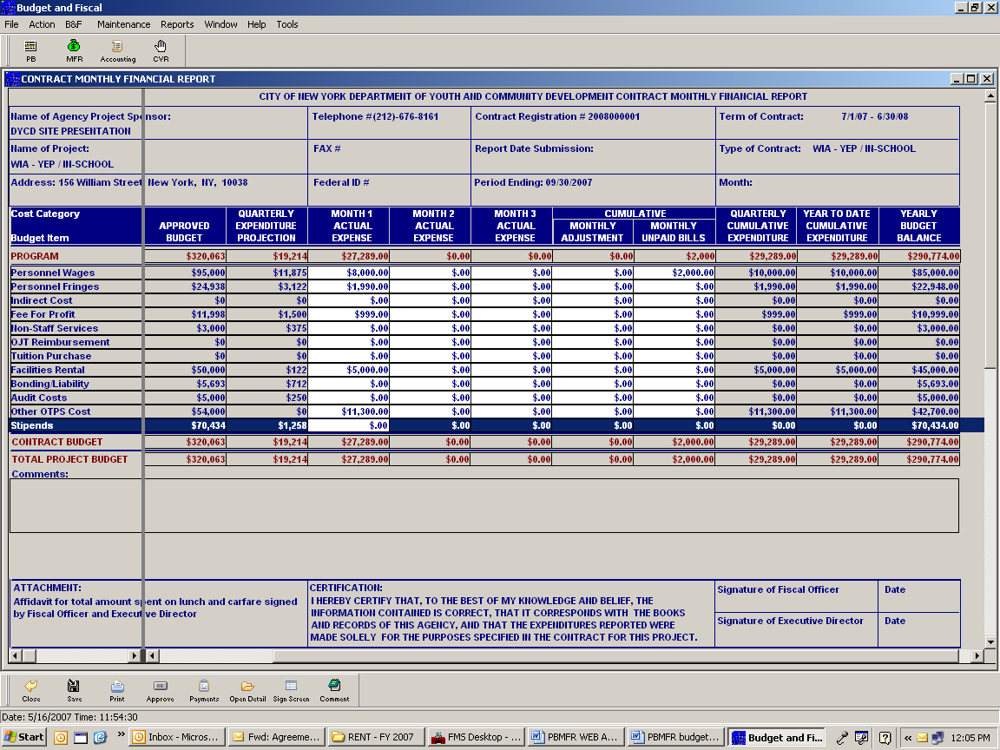 Budget and Fiscal
File Action B&F Maintenance Reports Window Help Tools
PB MFR Accounting CVR
CONTRACT MONTHLY FINANCIAL REPORT
CITY OF NEW YORK DEPARTMENT OF YOUTH AND COMMUNITY DEVELOPMENT CONTRACT MONTHLY FINANCIAL REPORT
Name of Agency Project Sponsor: Telephone #(212)-676-8161 Contract Registration # 2008000001 Term of Contract: 7/1/07 - 6/30/08
DYCD SITE PRESENTATION
Name of Project: FAX # Report Date Submission: Type of Contract: WIA - YEP / IN-SCHOOL
WIA - YEP / IN-SCHOOL
Address: 156 William Street New York, NY, 10038 Federal ID # Period Ending: 09/30/2007 Month:
Cost Category QUARTERLY MONTH 1 MONTH 2 MONTH 3 CUMULATIVE QUARTERLY YEAR TO DATE YEARLY
APPROVED EXPENDITURE ACTUAL ACTUAL ACTUAL MONTHLY MONTHLY CUMULATIVE CUMULATIVE BUDGET
Budget Item BUDGET PROJECTION EXPENSE EXPENSE EXPENSE ADJUSTMENT UNPAID BILLS EXPENDITURE EXPENDITURE BALANCE
PROGRAM $320,063 $19,214 $27,289.00 $0.00 $0.00 $0.00 $2,000 $29,289.00 $29,289.00 $290,774.00
Personnel Wages $95,000 $11,875 $8,000.00 $.00 $.00 $.00 $2,000.00 $10,000.00 $10,000.00 $85,000.00
Personnel Fringes $24,938 $3,122 $1,990.00 $.00 $.00 $.00 $.00 $1,990.00 $1,990.00 $22,948.00
Indirect Cost $0 $0 $.00 $.00 $.00 $.00 $.00 $0.00 $0.00 $0.00
Fee For Profit $11,998 $1,500 $999.00 $.00 $.00 $.00 $.00 $999.00 $999.00 $10,999.00
Non-Staff Services $3,000 $375 $.00 $.00 $.00 $.00 $.00 $0.00 $0.00 $3,000.00
OJT Reimbursement $0 $0 $.00 $.00 $.00 $.00 $.00 $0.00 $0.00 $0.00
Tuition Purchase $0 $0 $.00 $.00 $.00 $.00 $.00 $0.00 $0.00 $0.00
Facilities Rental $50,000 $122 $5,000.00 $.00 $.00 $.00 $.00 $5,000.00 $5,000.00 $45,000.00
Bonding/Liability $5,693 $712 $.00 $.00 $.00 $.00 $.00 $0.00 $0.00 $5,693.00
Audit Costs $5,000 $250 $.00 $.00 $.00 $.00 $.00 $0.00 $0.00 $5,000.00
Other OTPS Cost $54,000 $0 $11,300.00 $.00 $.00 $.00 $.00 $11,300.00 $11,300.00 $42,700.00
Stipends $70,434 $1,258 $.00 $.00 $.00 $.00 $.00 $0.00 $0.00 $70,434.00
CONTRACT BUDGET $320,063 $19,214 $27,289.00 $0.00 $0.00 $0.00 $2,000.00 $29,289.00 $29,289.00 $290,774.00
TOTAL PROJECT BUDGET $320,063 $19,214 $27,289.00 $0.00 $0.00 $0.00 $2,000.00 $29,289.00 $29,289.00 $290,774.00
Comments:
ATTACHMENT:
Affidavit for total amount spent on lunch and carfare signed
by Fiscal Officer and Executive Director
CERTIFICATION:
I HEREBY CERTIFY THAT, TO THE BEST OF MY KNOWLEDGE AND BELIEF, THE
INFORMATION CONTAINED IS CORRECT, THAT IT CORRESPONDS WITH THE BOOKS
AND RECORDS OF THIS AGENCY, AND THAT THE EXPENDITURES REPORTED WERE
MADE SOLELY FOR THE PURPOSES SPECIFIED IN THE CONTRACT FOR THIS PROJECT.
Signature of Fiscal Officer Date
Signature of Executive Director Date
Close Save Print Approve Payments Open Detail Sign Screen Comment
Date: 5/16/2007 Time: 11:54:30
Start Inbox - Micros... Fwd: Agreeme... RENT - FY 2007 FMS Desktop - ... PBMFR WEB A... PBMFR budget... Budget and Fi... 12:05 PM